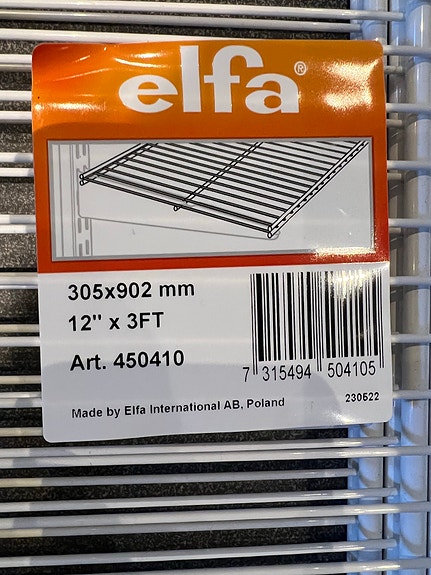 elfa®
305x902 mm
12" x 3FT
Art. 450410
7 315494 504105
Made by Elfa International AB, Poland
230522